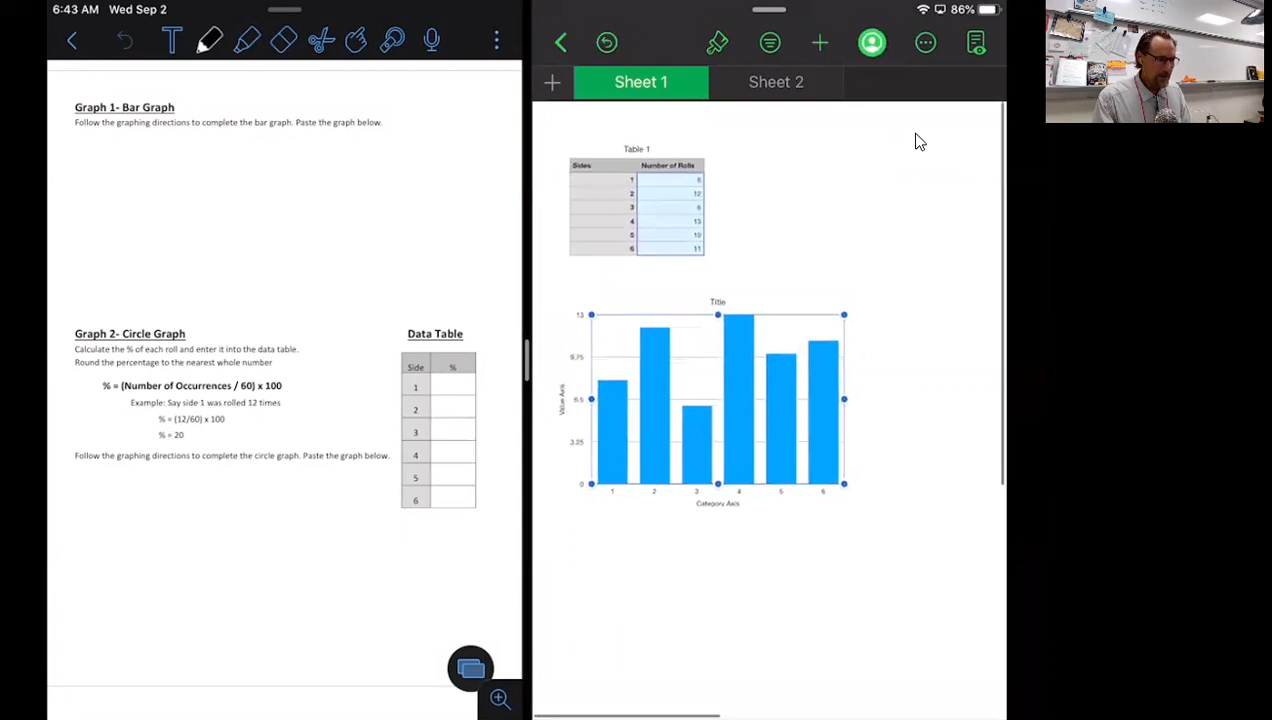 6:43 AM Wed Sep 2
86%
T
Sheet 1
Sheet 2
Graph 1- Bar Graph
Follow the graphing directions to complete the bar graph. Paste the graph below.
Graph 2- Circle Graph
Data Table
Calculate the % of each roll and enter it into the data table.
Round the percentage to the nearest whole number
% = (Number of Occurrences / 60) x 100
Example: Say side 1 was rolled 12 times
% = (12/60) x 100
% = 20
Follow the graphing directions to complete the circle graph. Paste the graph below.
Side %
1
2
3
4
5
6
Table 1
Sides Number of Rolls
1
2 12
3 6
4 13
5 10
6 11
Title
13
9.75
6.5
3.25
0
Value Axis
1 2 3 4 5 6
Category Axis